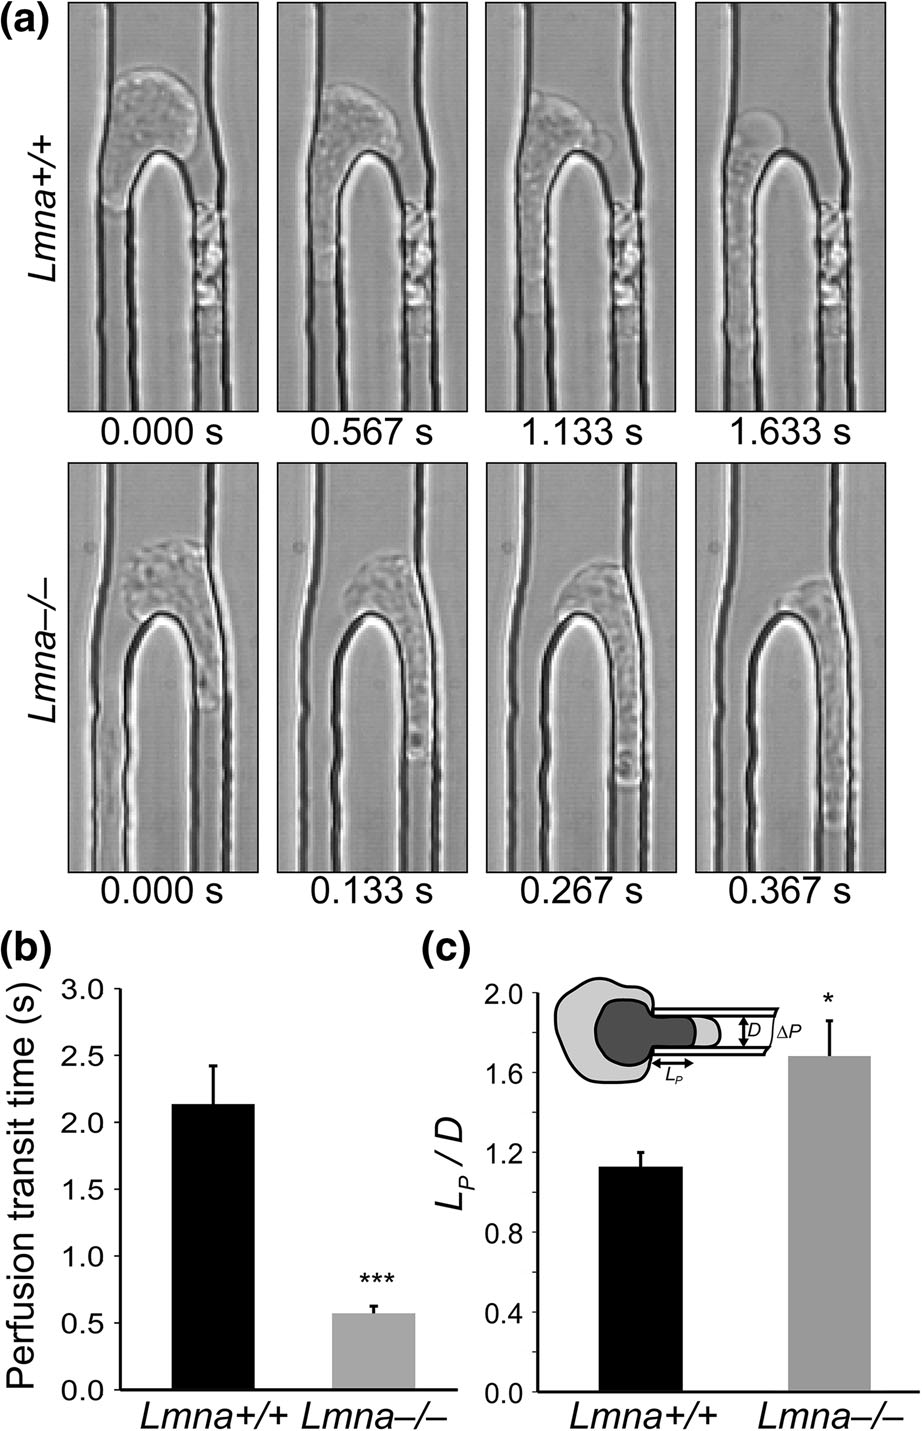 (a)
Lmna+/+
0.000 s 0.567 s 1.133 s 1.633 s
Lmna–/–
0.000 s 0.133 s 0.267 s 0.367 s
(b)
Perfusion transit time (s)
3.0
2.5
2.0
1.5
1.0
0.5
0.0
***
Lmna+/+ Lmna–/–
(c)
L_P / D
2.0
1.6
1.2
0.8
0.4
0.0
D ΔP
L_P
*
Lmna+/+ Lmna–/–